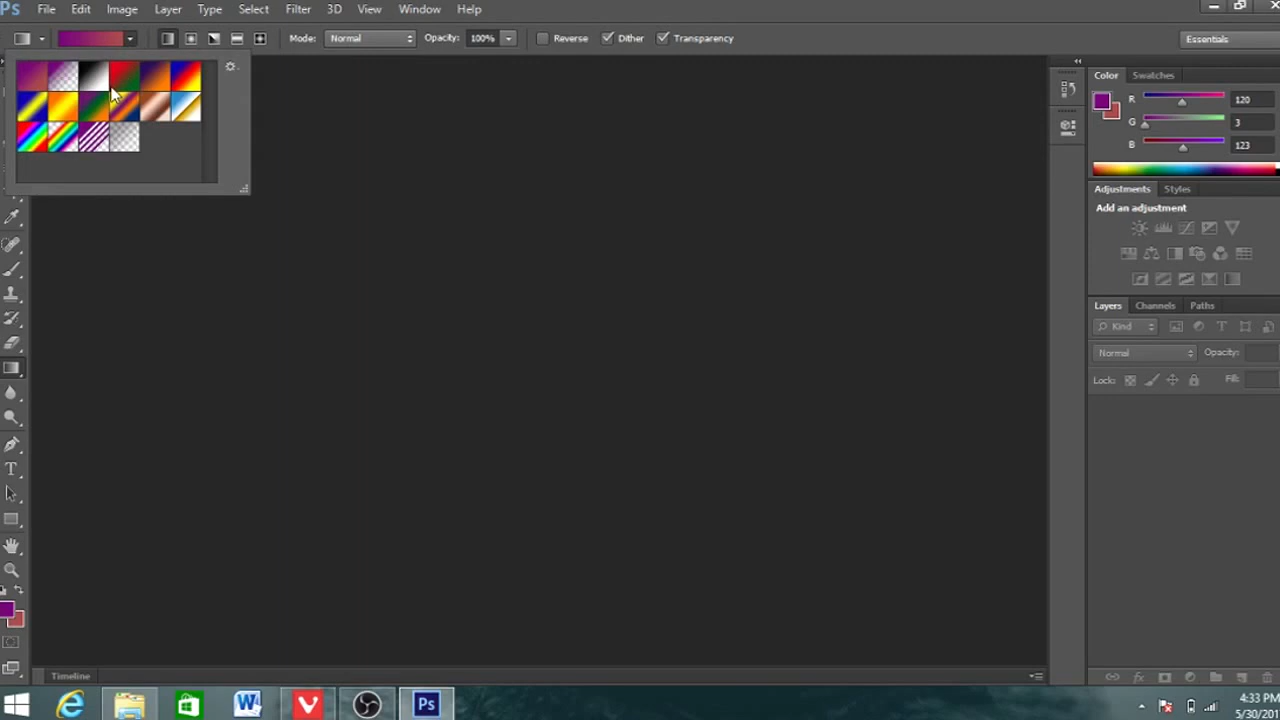 Ps File Edit Image Layer Type Select Filter 3D View Window Help
Mode: Normal Opacity: 100% Reverse Dither Transparency Essentials
Color Swatches
R 120
G 3
B 123
Adjustments Styles
Add an adjustment
Layers Channels Paths
Kind T
Normal Opacity:
Lock: Fill:
T
Timeline
Ps
4:33 PM
5/30/201